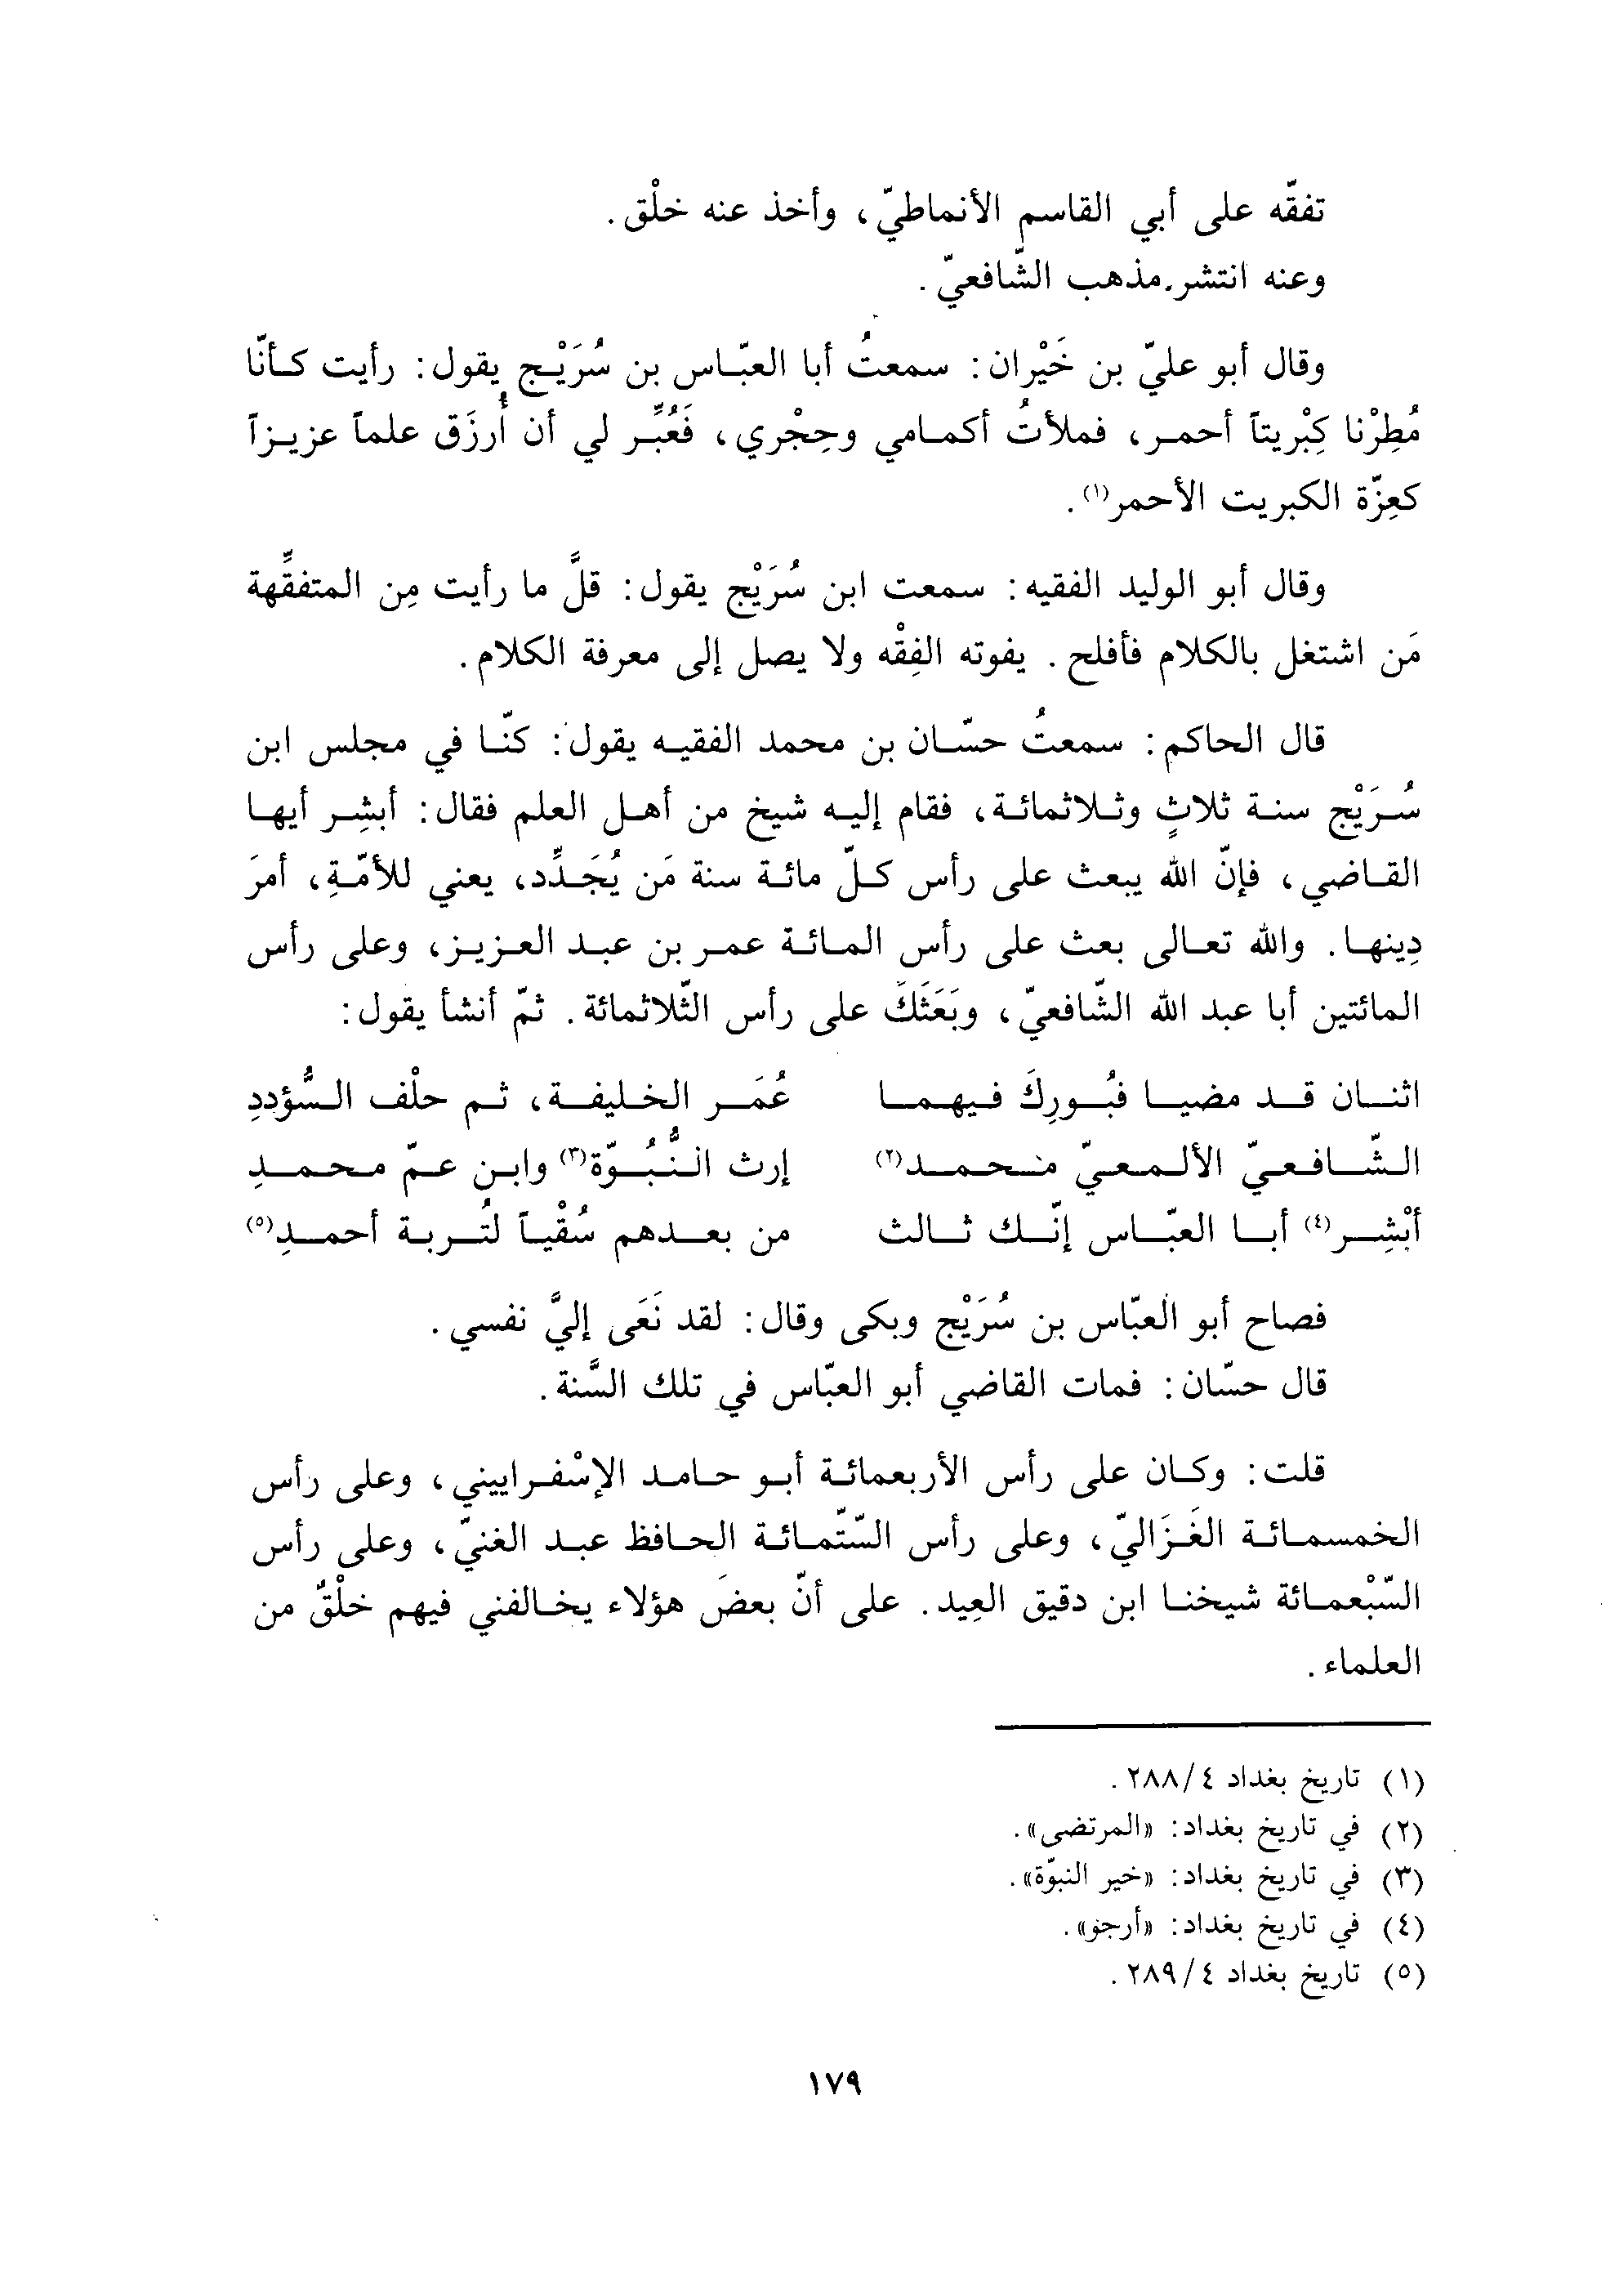 تفقّه على أبي القاسم الأنماطيّ، وأخذ عنه خلْق.
وعنه انتشر مذهب الشّافعيّ.
وقال أبو عليّ بن خَيْران: سمعتُ أبا العبّاس بن سُرَيْج يقول: رأيت كأنّا
مُطِرْنا كِبْريتاً أحمر، فملأتُ أكمامي وحِجْري، فَعُبِّر لي أن أُرزَق علماً عزيزاً
كعِزّة الكبريت الأحمر(١).
وقال أبو الوليد الفقيه: سمعت ابن سُرَيْج يقول: قلَّ ما رأيت مِن المتفقِّهة
مَن اشتغل بالكلام فأفلح. يفوته الفِقْه ولا يصل إلى معرفة الكلام.
قال الحاكم: سمعتُ حسّان بن محمد الفقيه يقول: كنّا في مجلس ابن
سُرَيْج سنة ثلاثٍ وثلاثمائة، فقام إليه شيخ من أهل العلم فقال: أبشِر أيها
القاضي، فإنّ الله يبعث على رأس كلّ مائة سنة مَن يُجَدِّد، يعني للأمّةِ، أمرَ
دِينها. والله تعالى بعث على رأس المائة عمر بن عبد العزيز، وعلى رأس
المائتين أبا عبد الله الشّافعيّ، وبَعَثَكَ على رأس الثّلاثمائة. ثمّ أنشأ يقول:
اثنان قد مضيا فبُورِكَ فيهما عُمَر الخليفة، ثم حلْف السُّؤددِ
الشّافعيّ الألمعيّ محمد(٢) إرث النُّبُوّة(٣) وابن عمّ محمدِ
أبْشِر(٤) أبا العبّاس إنّك ثالث من بعدهم سُقْياً لتُربة أحمدِ(٥)
فصاح أبو العبّاس بن سُرَيْج وبكى وقال: لقد نَعَى إليَّ نفسي.
قال حسّان: فمات القاضي أبو العبّاس في تلك السَّنة.
قلت: وكان على رأس الأربعمائة أبو حامد الإسْفراييني، وعلى رأس
الخمسمائة الغَزَاليّ، وعلى رأس السّتّمائة الحافظ عبد الغنيّ، وعلى رأس
السّبْعمائة شيخنا ابن دقيق العِيد. على أنّ بعضَ هؤلاء يخالفني فيهم خلْقٌ من
العلماء.
(١) تاريخ بغداد ٤/٢٨٨.
(٢) في تاريخ بغداد: «المرتضى».
(٣) في تاريخ بغداد: «خير النبوّة».
(٤) في تاريخ بغداد: «أرجو».
(٥) تاريخ بغداد ٤/٢٨٩.
١٧٩